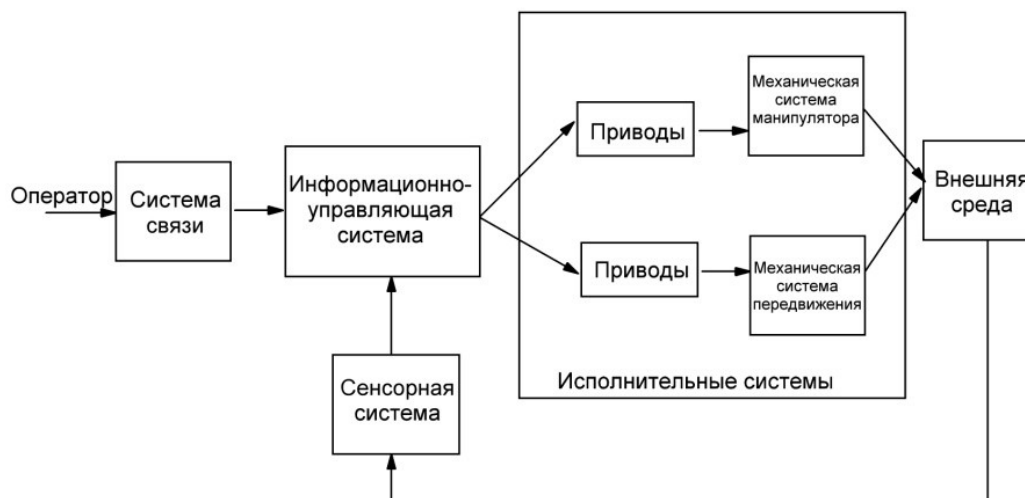 Оператор
Система
связи
Информационно-
управляющая
система
Сенсорная
система
Приводы
Механическая
система
манипулятора
Приводы
Механическая
система
передвижения
Исполнительные системы
Внешняя
среда